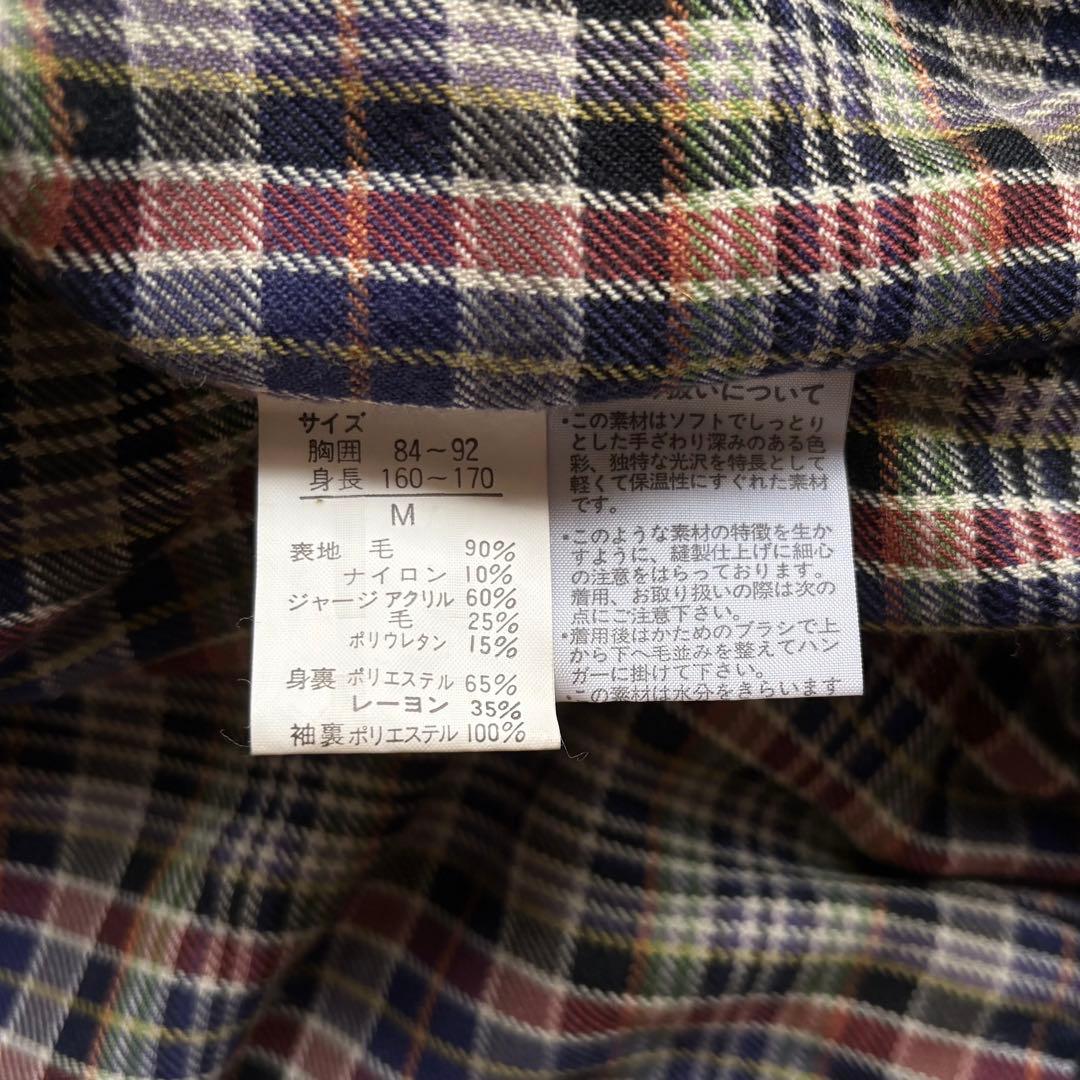 サイズ
胸囲 84～92
身長 160～170
M
表地 毛 90%
ナイロン 10%
ジャージ アクリル 60%
毛 25%
ポリウレタン 15%
身裏 ポリエステル 65%
レーヨン 35%
袖裏 ポリエステル 100%
扱いについて
•この素材はソフトでしっとり
とした手ざわり深みのある色
彩、独特な光沢を特長として
軽くて保温性にすぐれた素材
です。
•このような素材の特徴を生か
すように、縫製仕上げに細心
の注意をはらっております。
着用、お取り扱いの際は次の
点にご注意下さい。
•着用後はかためのブラシで上
から下へ毛並みを整えてハン
ガーに掛けて下さい。
•この素材は水分をきらいます